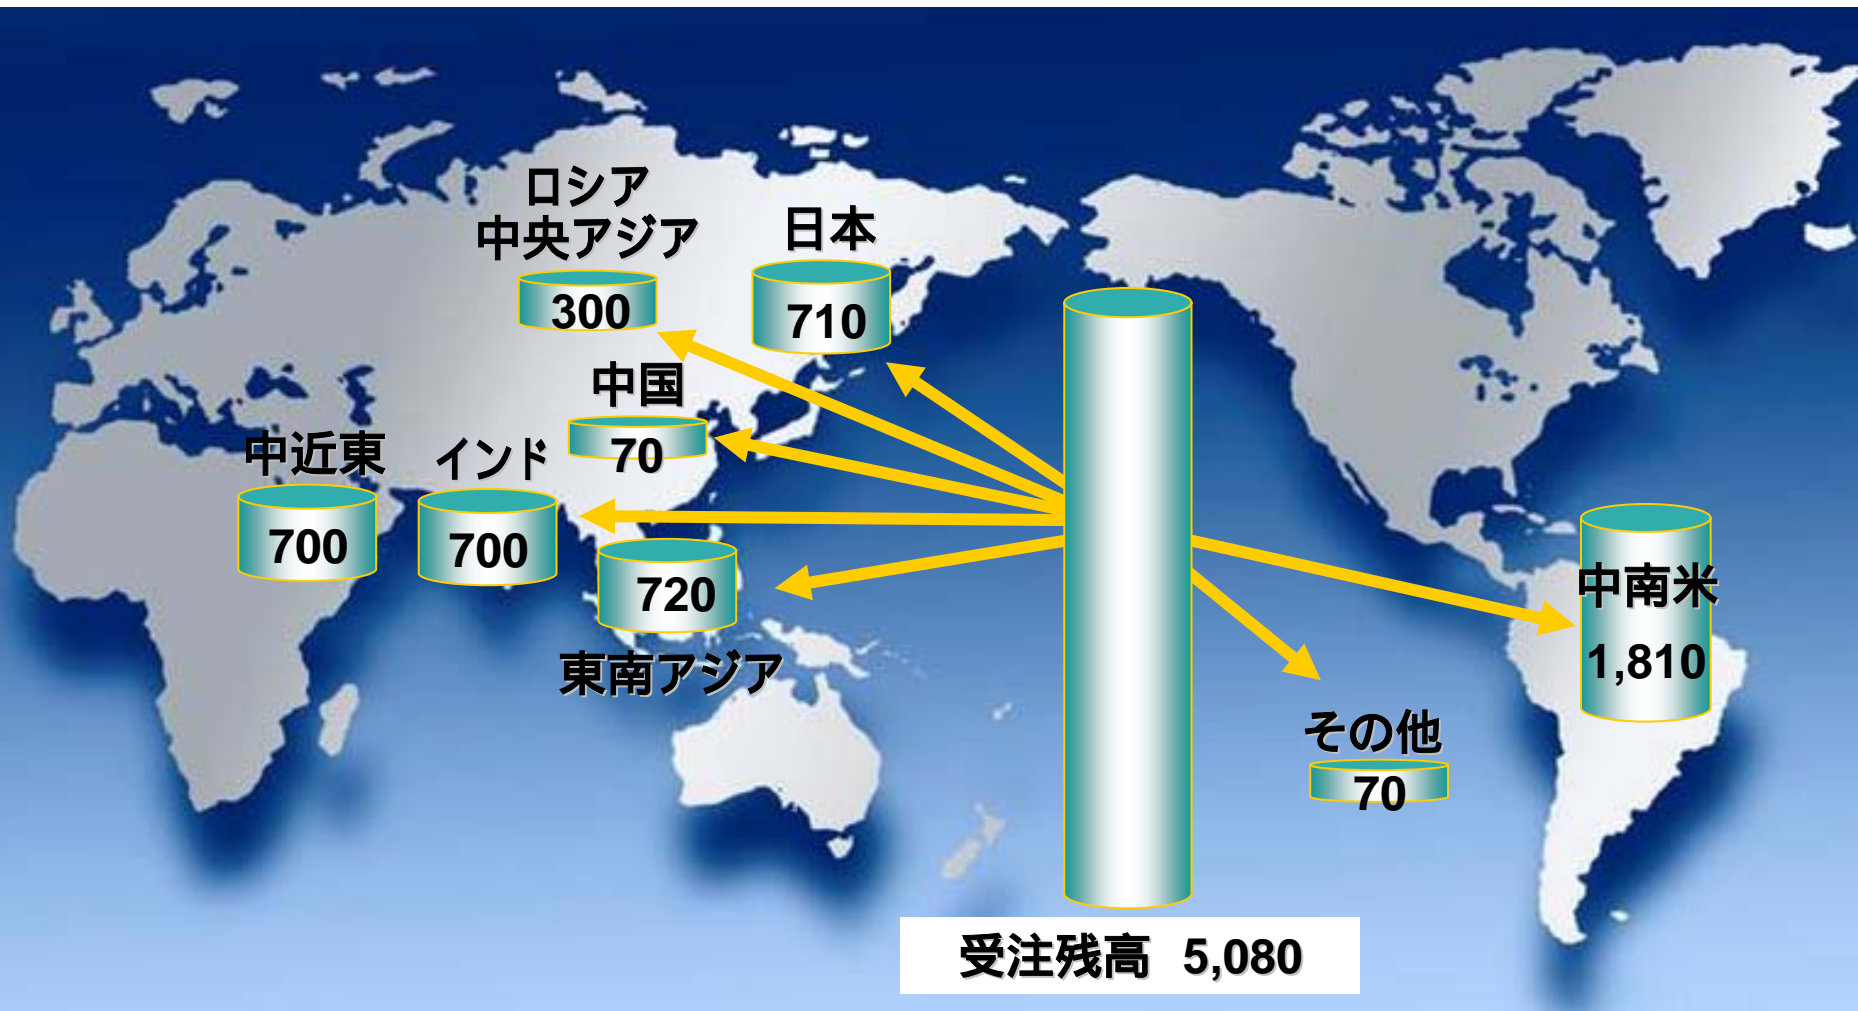 ロシア
中央アジア
300
日本
710
中国
70
中近東
700
インド
700
720
東南アジア
中南米
1,810
その他
70
受注残高 5,080